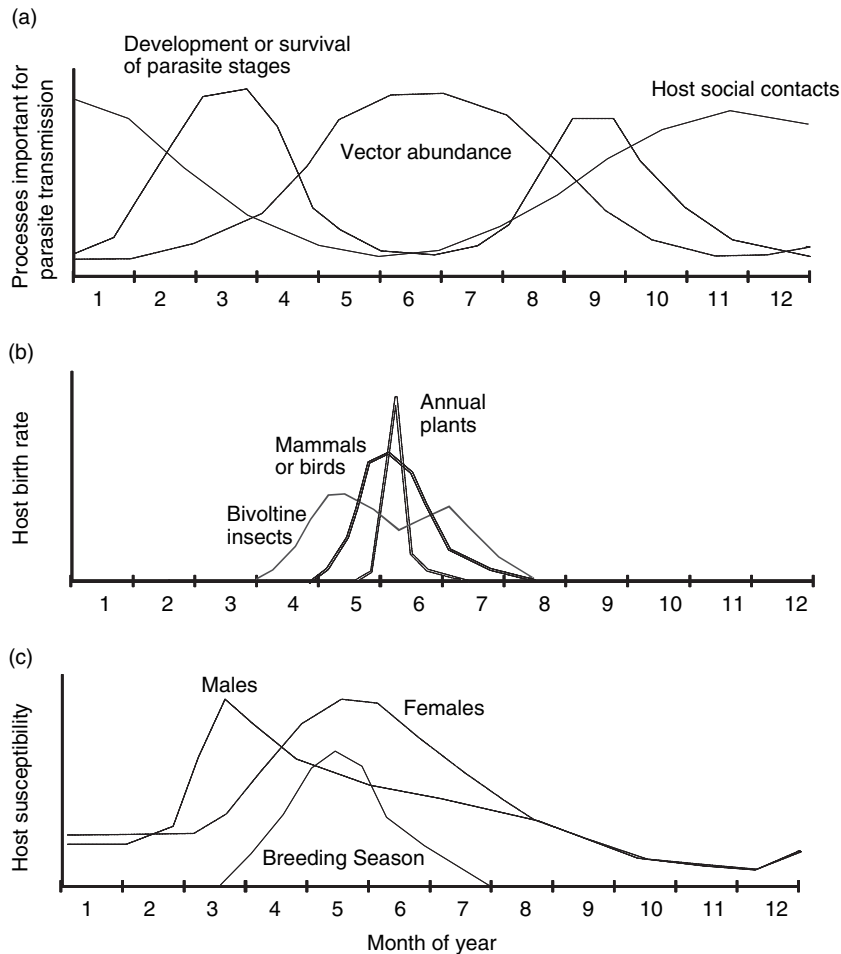 (a)
Development or survival
of parasite stages
Host social contacts
Vector abundance
Processes important for
parasite transmission
1 2 3 4 5 6 7 8 9 10 11 12
(b)
Annual
plants
Mammals
or birds
Bivoltine
insects
Host birth rate
1 2 3 4 5 6 7 8 9 10 11 12
(c)
Males
Females
Breeding Season
Host susceptibility
1 2 3 4 5 6 7 8 9 10 11 12
Month of year